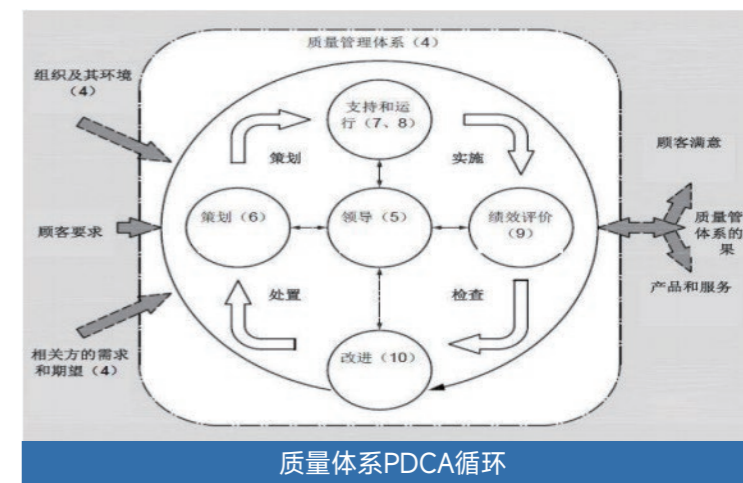 质量管理体系（4）
组织及其环境
（4）
支持和运
行（7、8）
策划
实施
顾客满意
顾客要求
策划（6）
领导（5）
绩效评价
（9）
质量管
体系的
果
处置
检查
产品和服务
相关方的需求
和期望（4）
改进（10）
质量体系PDCA循环